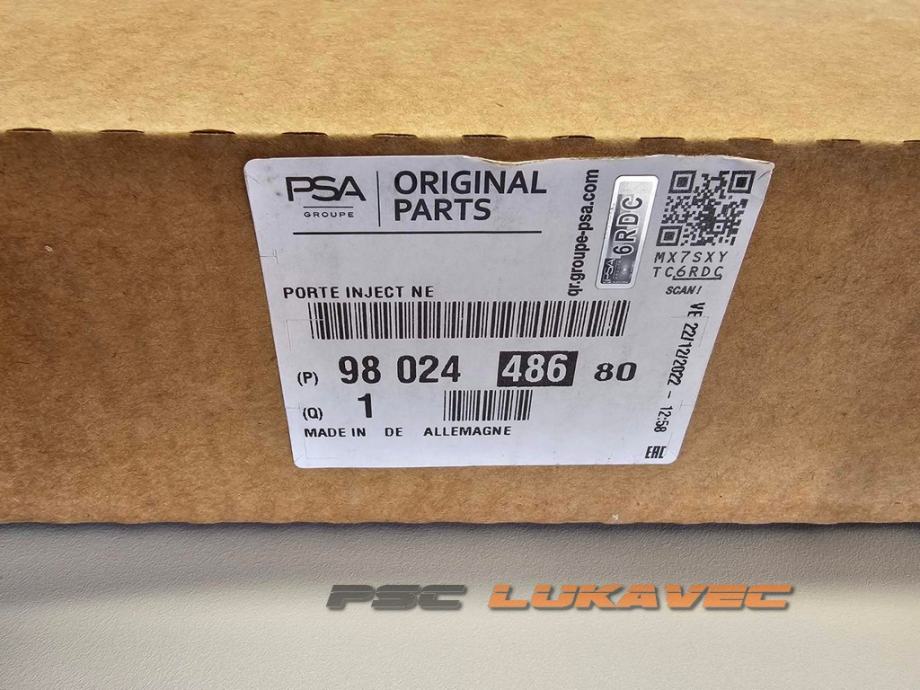 PSA
GROUPE
ORIGINAL
PARTS
qr.groupe-psa.com
PSA
6RDC
MX7SXY
TC6RDC
SCAN!
PORTE INJECT NE
(P) 98 024 486 80
(Q) 1
MADE IN DE ALLEMAGNE
VE 22/12/2022 - 12:58
EAC
PSC LUKAVEC